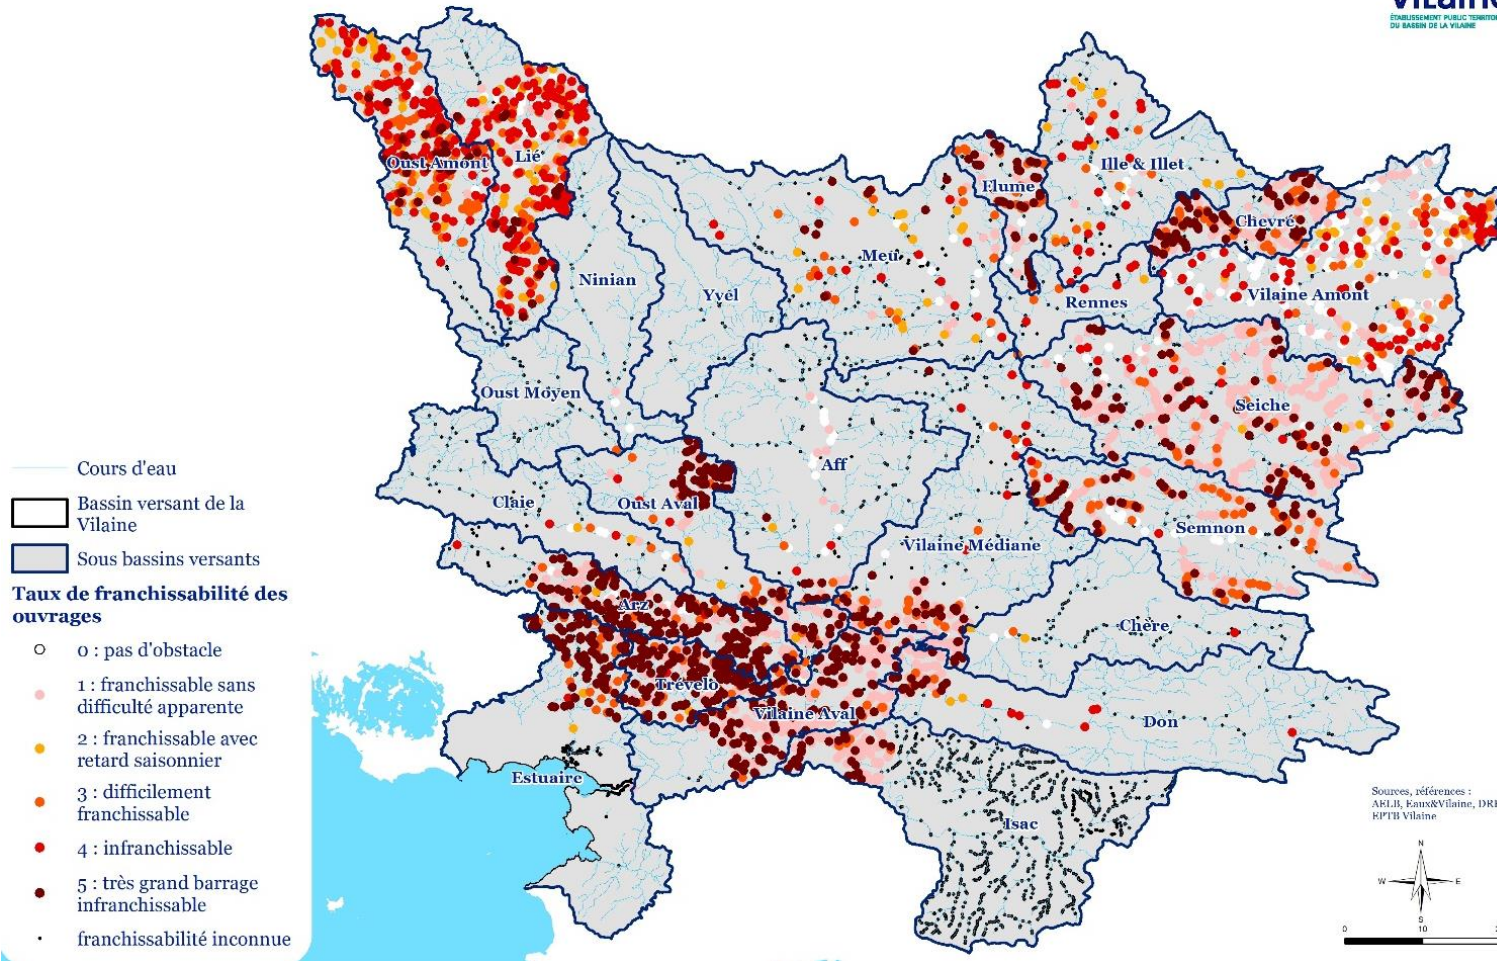 Vilaine
ÉTABLISSEMENT PUBLIC
DU BASSIN DE LA VILAINE
Oust Amont
Lié
Flume
Ille & Illet
Chevré
Meu
Ninian
Yvel
Rennes
Vilaine Amont
Oust Moyen
Seiche
Aff
Claie
Oust Aval
Semnon
Vilaine Médiane
Arz
Chère
Trévelo
Vilaine Aval
Don
Estuaire
Isac
Cours d'eau
Bassin versant de la
Vilaine
Sous bassins versants
Taux de franchissabilité des
ouvrages
0 : pas d'obstacle
1 : franchissable sans
difficulté apparente
2 : franchissable avec
retard saisonnier
3 : difficilement
franchissable
4 : infranchissable
5 : très grand barrage
infranchissable
franchissabilité inconnue
Sources, références :
AELB, Eaux&Vilaine,
EPTB Vilaine
N
W
E
S
0 10